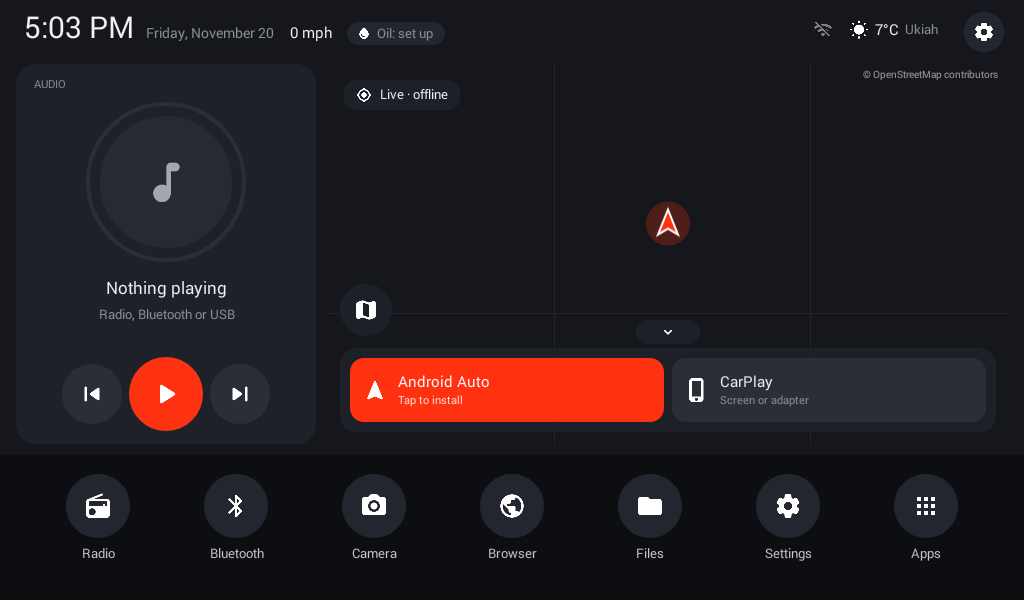 5:03 PM
Friday, November 20
0 mph
Oil: set up
7°C
Ukiah
AUDIO
Nothing playing
Radio, Bluetooth or USB
Live · offline
© OpenStreetMap contributors
Android Auto
Tap to install
CarPlay
Screen or adapter
Radio
Bluetooth
Camera
Browser
Files
Settings
Apps